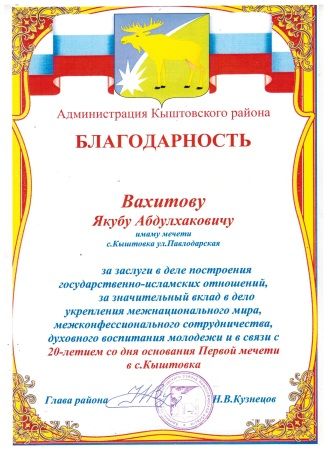 Администрация Кыштовского района
БЛАГОДАРНОСТЬ
Вахитову
Якубу Абдулхаковичу
имаму мечети
с.Кыштовка ул.Павлодарская
за заслуги в деле построения
государственно-исламских отношений,
за значительный вклад в дело
укрепления межнационального мира,
межконфессионального сотрудничества,
духовного воспитания молодежи и в связи с
20-летием со дня основания Первой мечети
в с.Кыштовка
Глава района Н.В.Кузнецов